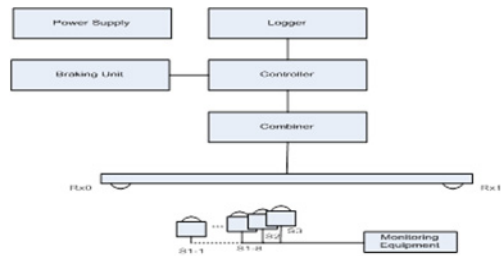 Power Supply
Logger
Braking Unit
Controller
Combiner
Rx0
Rx1
S1-1
S1-8
S2
S3
Monitoring
Equipment